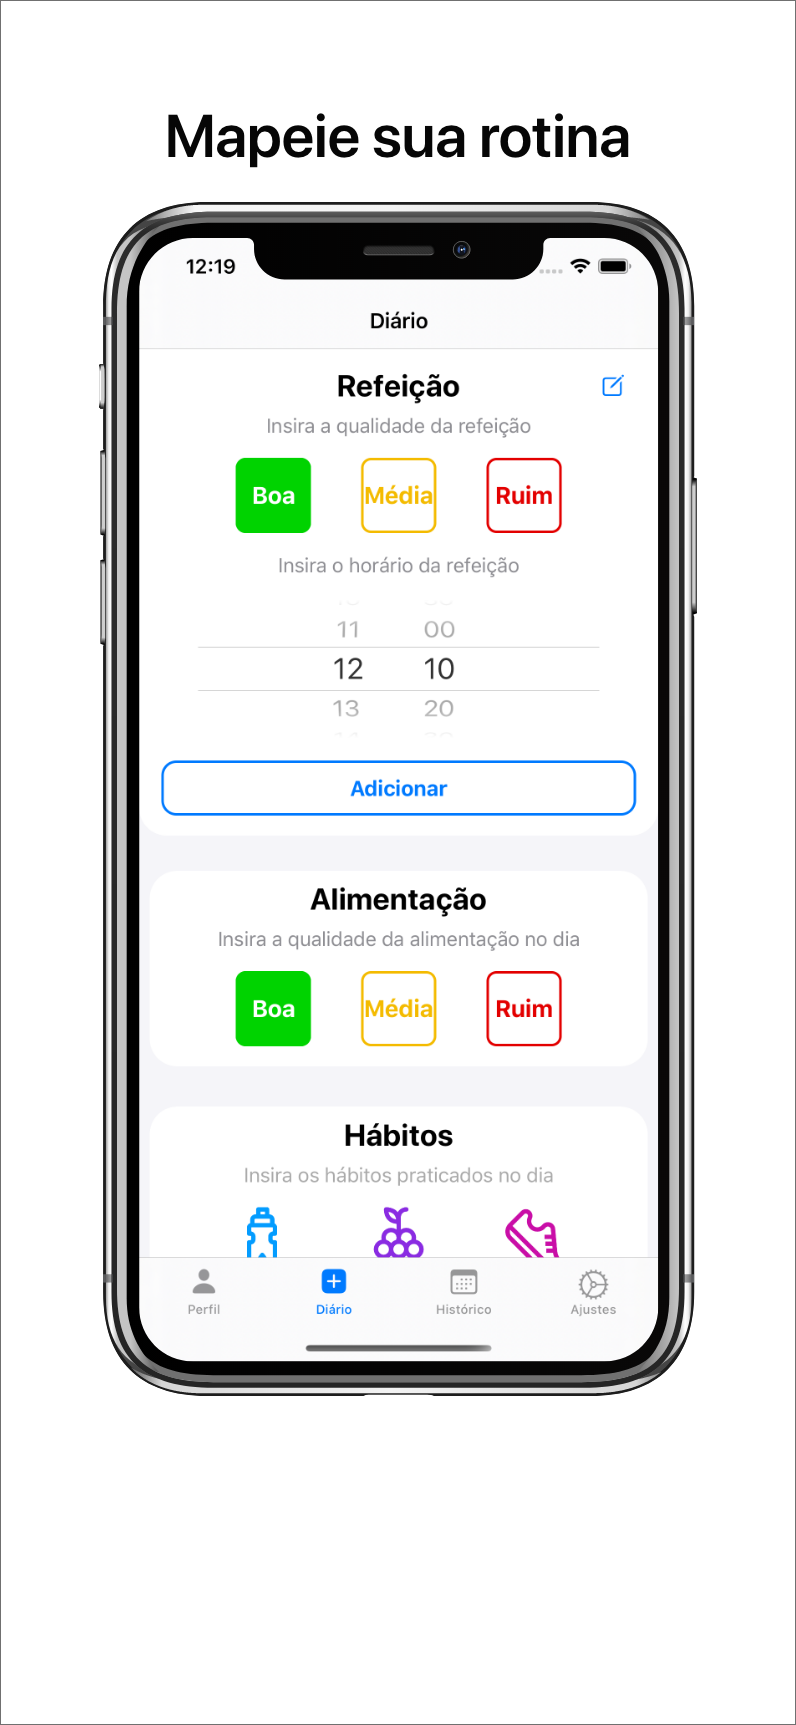 Mapeie sua rotina
12:19
Diário
Refeição
Insira a qualidade da refeição
Boa Média Ruim
Insira o horário da refeição
11 00
12 10
13 20
Adicionar
Alimentação
Insira a qualidade da alimentação no dia
Boa Média Ruim
Hábitos
Insira os hábitos praticados no dia
Perfil Diário Histórico Ajustes